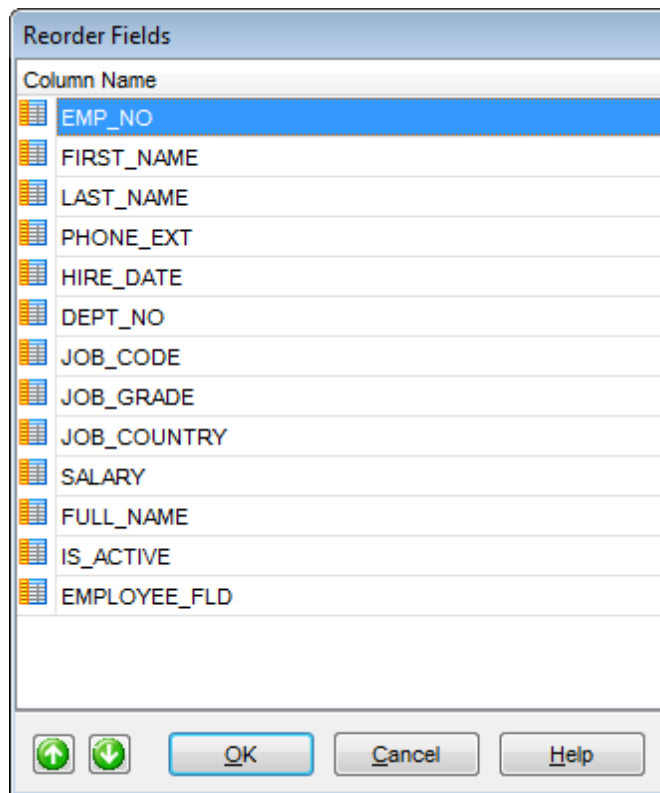 Reorder Fields
Column Name
EMP_NO
FIRST_NAME
LAST_NAME
PHONE_EXT
HIRE_DATE
DEPT_NO
JOB_CODE
JOB_GRADE
JOB_COUNTRY
SALARY
FULL_NAME
IS_ACTIVE
EMPLOYEE_FLD
OK Cancel Help